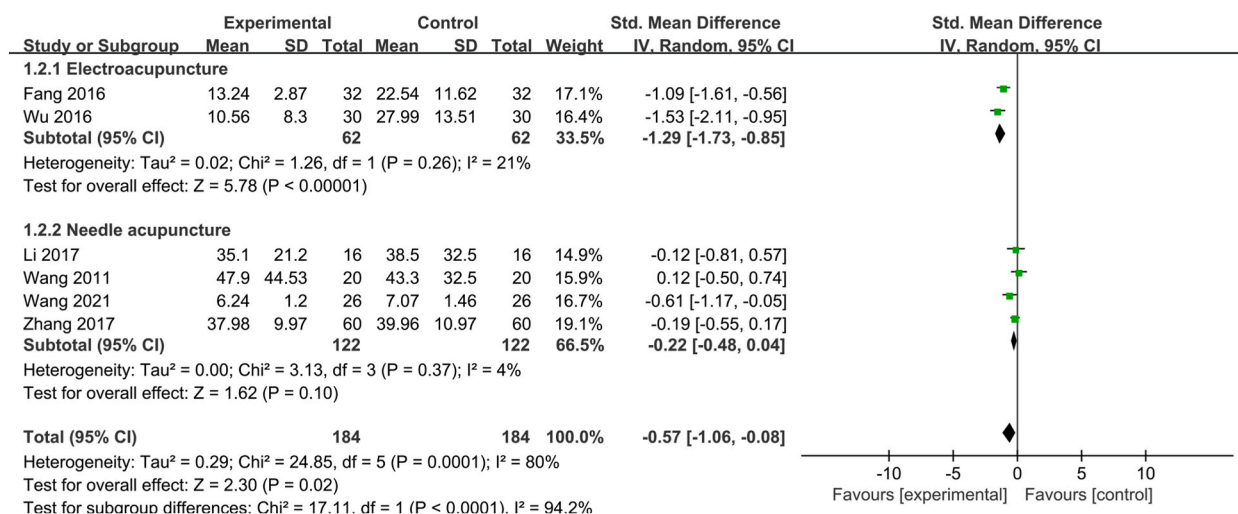 Experimental Control Std. Mean Difference Std. Mean Difference
Study or Subgroup Mean SD Total Mean SD Total Weight IV, Random, 95% CI IV, Random, 95% CI
1.2.1 Electroacupuncture
Fang 2016 13.24 2.87 32 22.54 11.62 32 17.1% -1.09 [-1.61, -0.56]
Wu 2016 10.56 8.3 30 27.99 13.51 30 16.4% -1.53 [-2.11, -0.95]
Subtotal (95% CI) 62 62 33.5% -1.29 [-1.73, -0.85]
Heterogeneity: Tau² = 0.02; Chi² = 1.26, df = 1 (P = 0.26); I² = 21%
Test for overall effect: Z = 5.78 (P < 0.00001)
1.2.2 Needle acupuncture
Li 2017 35.1 21.2 16 38.5 32.5 16 14.9% -0.12 [-0.81, 0.57]
Wang 2011 47.9 44.53 20 43.3 32.5 20 15.9% 0.12 [-0.50, 0.74]
Wang 2021 6.24 1.2 26 7.07 1.46 26 16.7% -0.61 [-1.17, -0.05]
Zhang 2017 37.98 9.97 60 39.96 10.97 60 19.1% -0.19 [-0.55, 0.17]
Subtotal (95% CI) 122 122 66.5% -0.22 [-0.48, 0.04]
Heterogeneity: Tau² = 0.00; Chi² = 3.13, df = 3 (P = 0.37); I² = 4%
Test for overall effect: Z = 1.62 (P = 0.10)
Total (95% CI) 184 184 100.0% -0.57 [-1.06, -0.08]
Heterogeneity: Tau² = 0.29; Chi² = 24.85, df = 5 (P = 0.0001); I² = 80%
Test for overall effect: Z = 2.30 (P = 0.02)
Test for subgroup differences: Chi² = 17.11, df = 1 (P < 0.0001), I² = 94.2%
-10 -5 0 5 10
Favours [experimental] Favours [control]